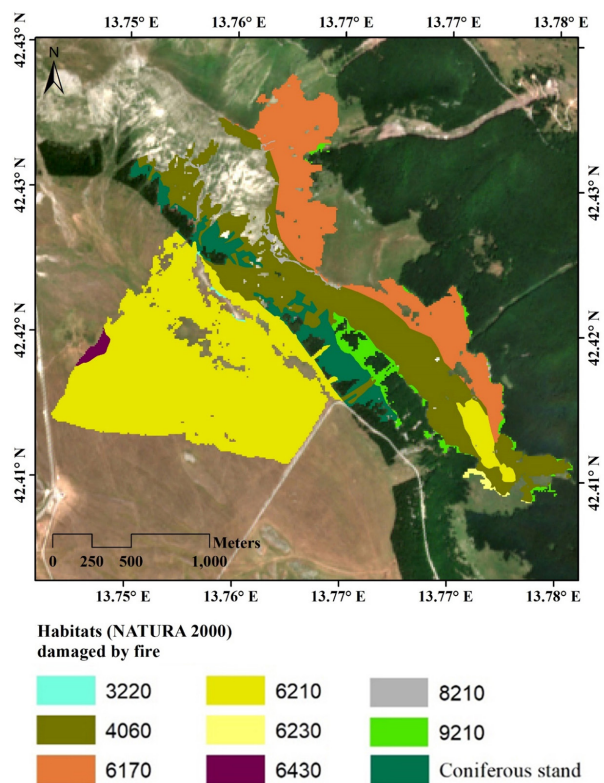 13.75° E 13.76° E 13.77° E 13.77° E 13.78° E
N
42.43° N 42.43° N
42.43° N 42.43° N
42.42° N 42.42° N
42.41° N 42.41° N
Meters
0 250 500 1,000
13.75° E 13.76° E 13.77° E 13.77° E 13.78° E
Habitats (NATURA 2000)
damaged by fire
3220 6210 8210
4060 6230 9210
6170 6430 Coniferous stand